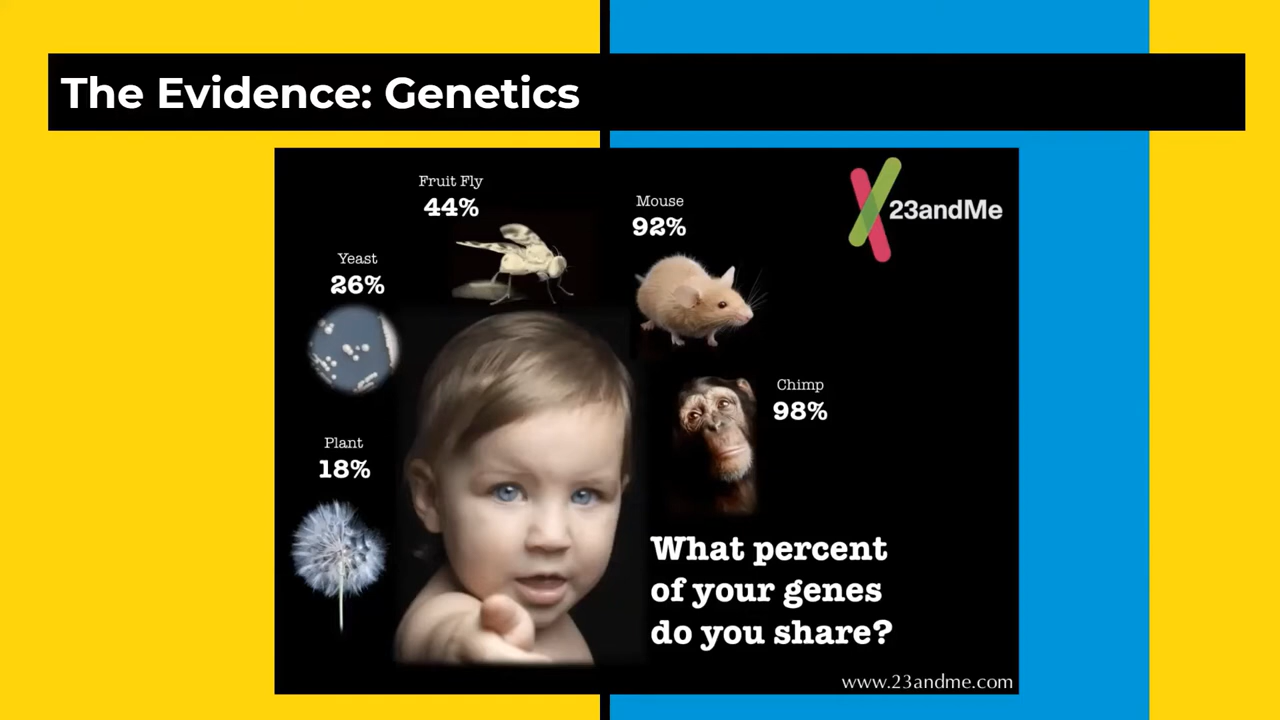 The Evidence: Genetics
Fruit Fly
44%
Mouse
92%
23andMe
Yeast
26%
Chimp
98%
Plant
18%
What percent
of your genes
do you share?
www.23andme.com